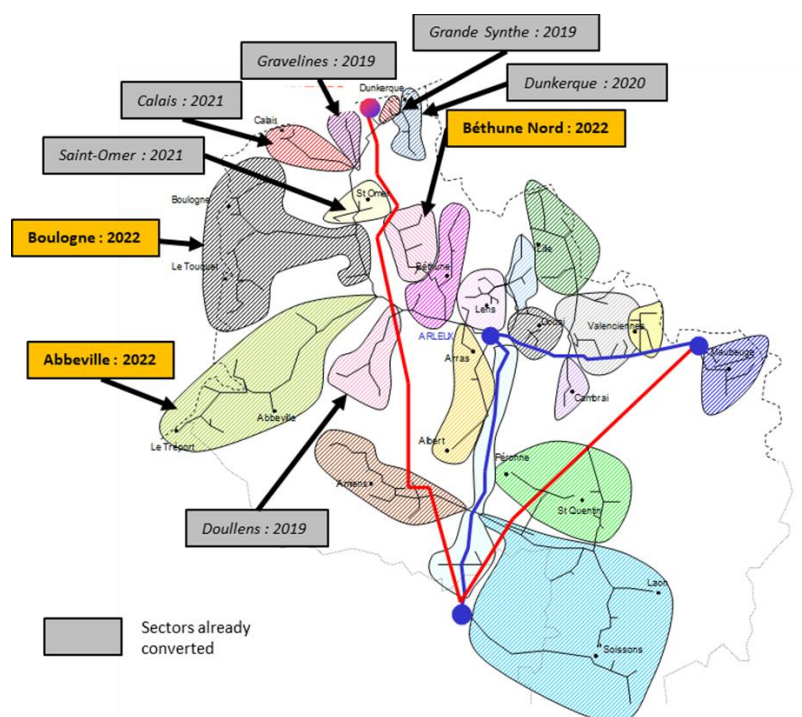 Grande Synthe : 2019
Gravelines : 2019
Dunkerque : 2020
Dunkerque
Calais : 2021
Calais
Béthune Nord : 2022
Saint-Omer : 2021
St Omer
Boulogne
Boulogne : 2022
Le Touquet
Lille
Béthune
Lens
Douai
Valenciennes
ARLEUX
Maubeuge
Arras
Abbeville : 2022
Cambrai
Abbeville
Le Tréport
Albert
Péronne
Amiens
St Quentin
Doullens : 2019
Laon
Sectors already
converted
Soissons